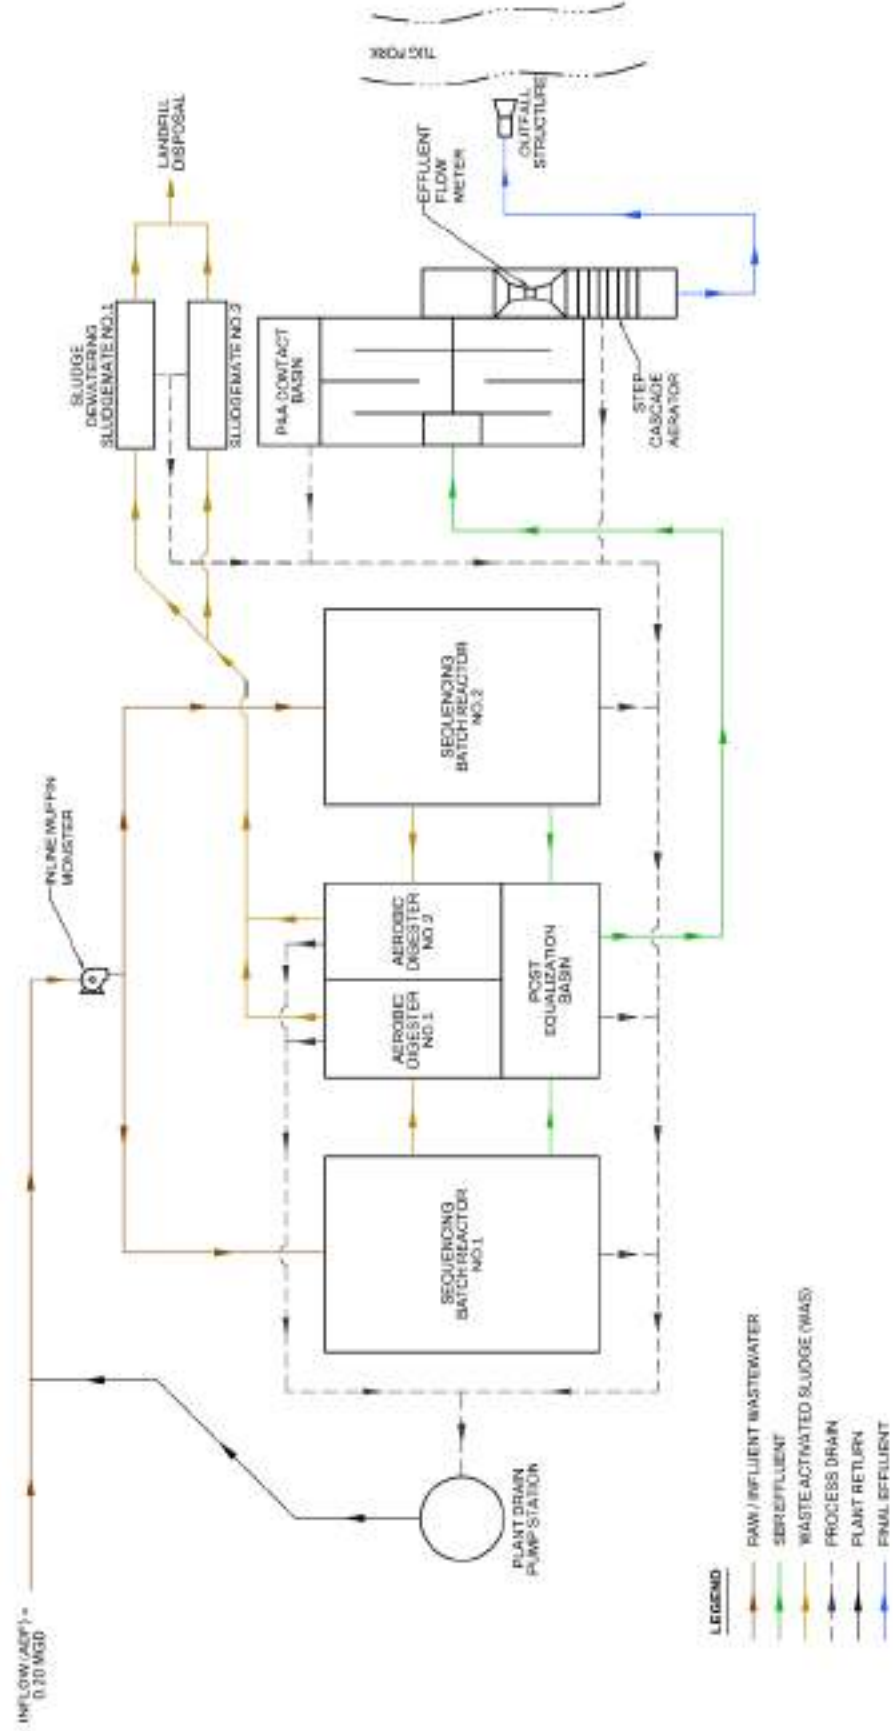 INFLOW (ADF) =
0.20 MGD
INLINE MUFFIN
MONSTER
SLUDGE
DEWATERING
SLUDGEMATE NO.1
SLUDGEMATE NO.2
LANDFILL
DISPOSAL
PAA CONTACT
BASIN
EFFLUENT
FLOW
METER
TUG FORK
OUTFALL
STRUCTURE
STEP
CASCADE
AERATOR
SEQUENCING
BATCH REACTOR
NO.1
AEROBIC
DIGESTER
NO.1
AEROBIC
DIGESTER
NO.2
POST
EQUALIZATION
BASIN
SEQUENCING
BATCH REACTOR
NO.2
PLANT DRAIN
PUMP STATION
LEGEND
RAW / INFLUENT WASTEWATER
SBR EFFLUENT
WASTE ACTIVATED SLUDGE (WAS)
PROCESS DRAIN
PLANT RETURN
FINAL EFFLUENT